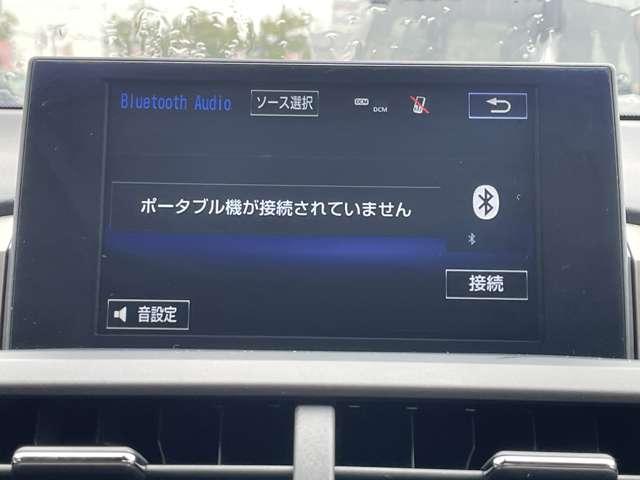 Bluetooth Audio
ソース選択
DCM
ポータブル機が接続されていません
接続
音設定